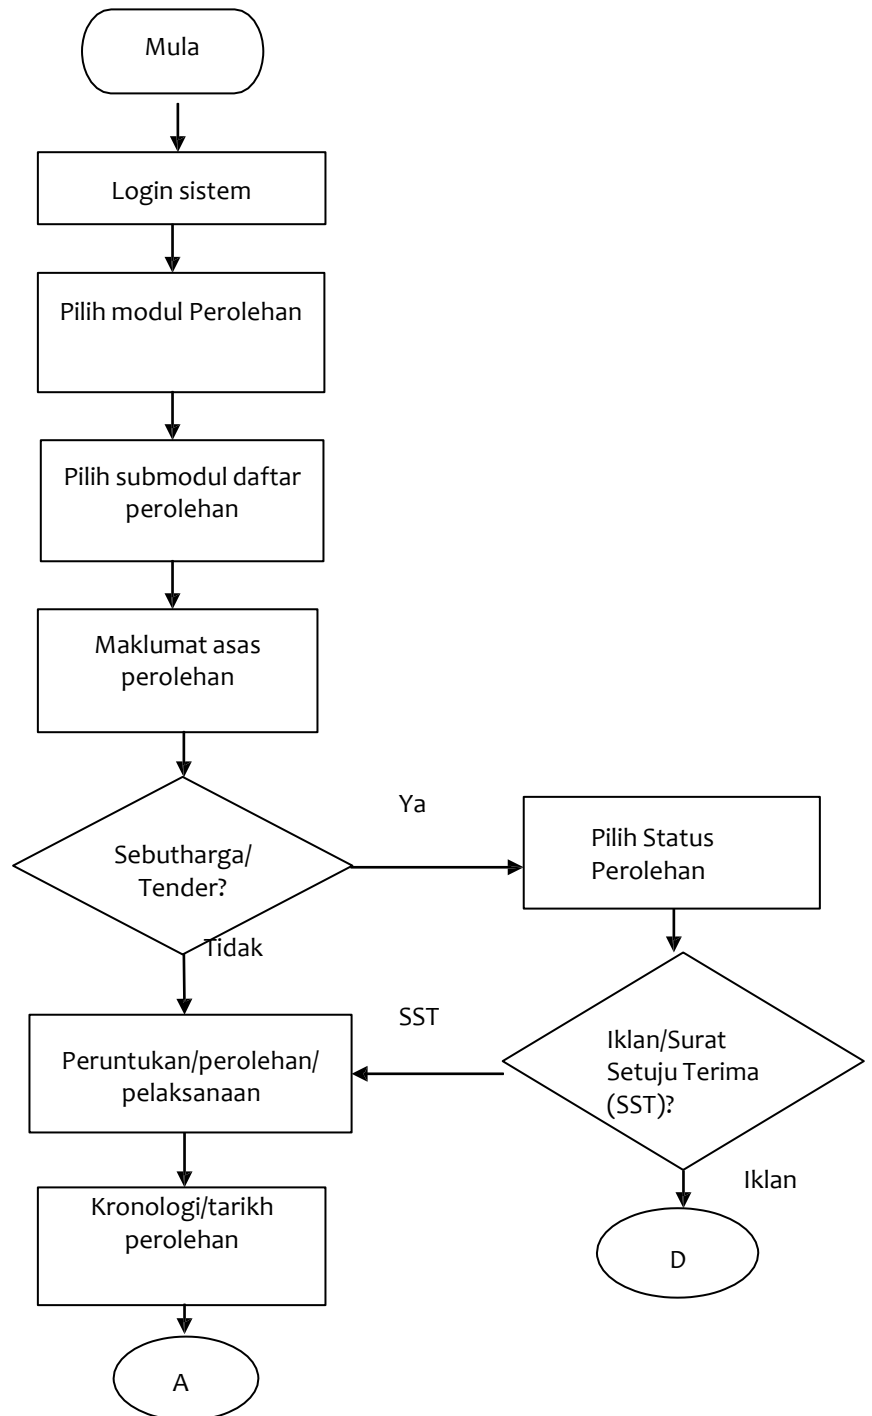 Mula
Login sistem
Pilih modul Perolehan
Pilih submodul daftar
perolehan
Maklumat asas
perolehan
Sebutharga/
Tender?
Ya
Pilih Status
Perolehan
Tidak
SST
Iklan/Surat
Setuju Terima
(SST)?
Peruntukan/perolehan/
pelaksanaan
Iklan
Kronologi/tarikh
perolehan
D
A